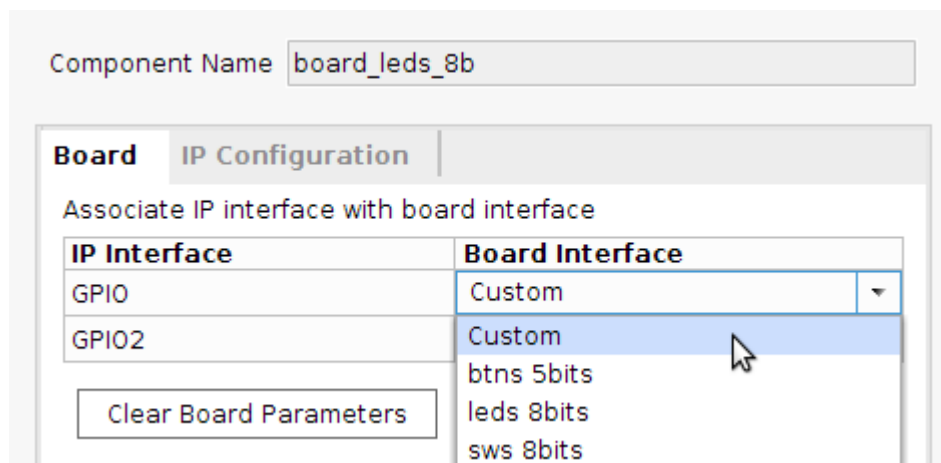 Component Name board_leds_8b
Board IP Configuration
Associate IP interface with board interface
IP Interface Board Interface
GPIO Custom
GPIO2 Custom
btns 5bits
Clear Board Parameters leds 8bits
sws 8bits